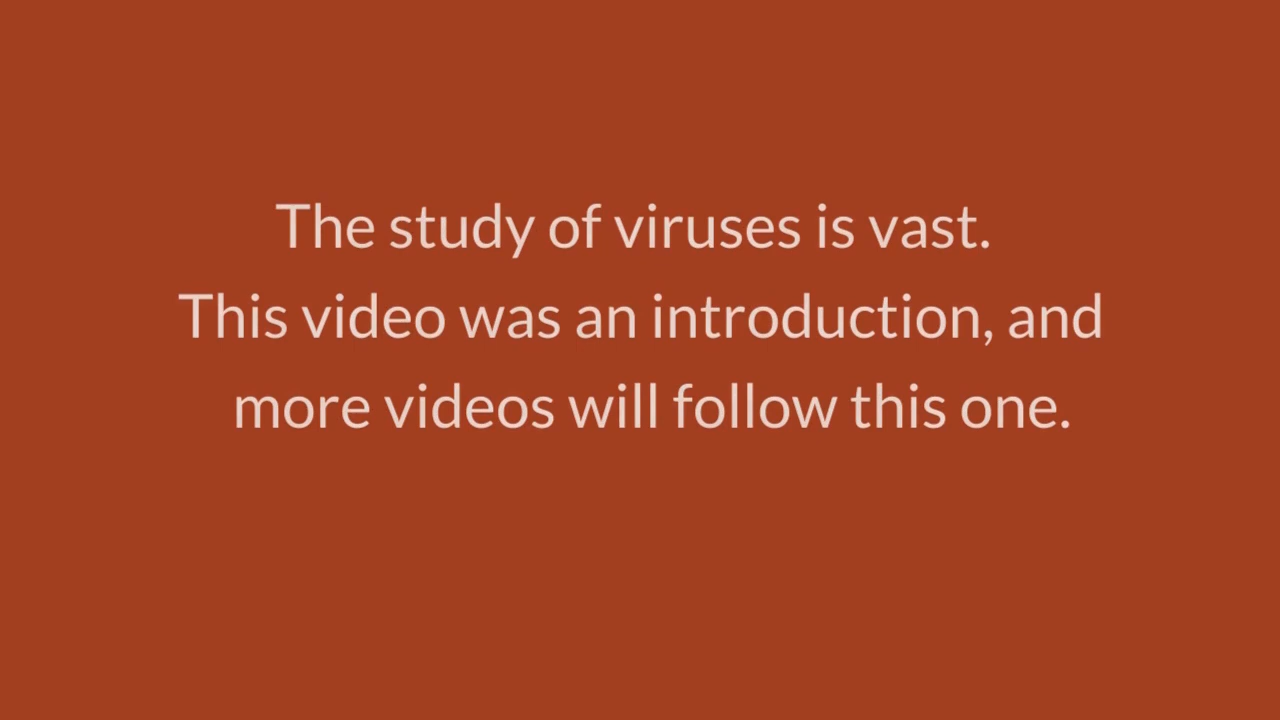 The study of viruses is vast.
This video was an introduction, and
more videos will follow this one.